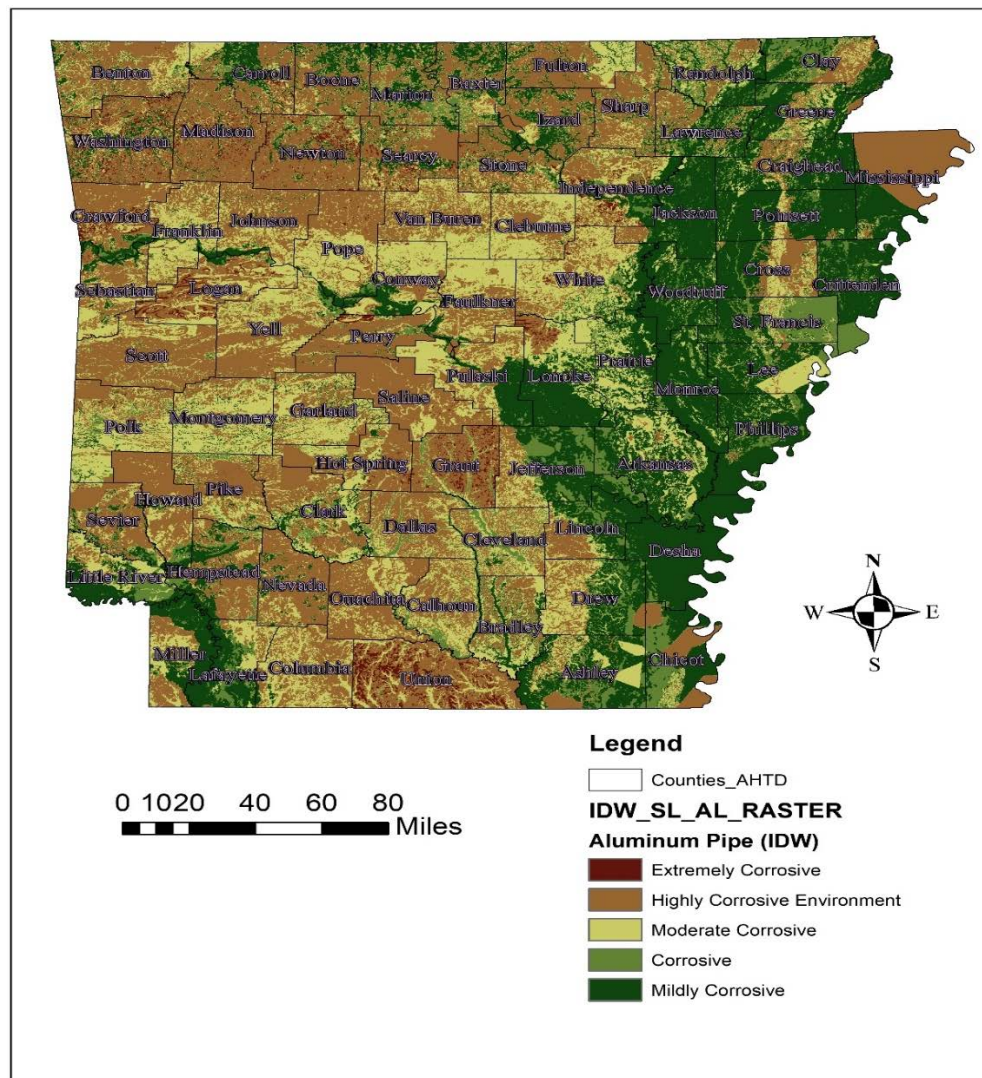 Benton
Carroll
Boone
Marion
Baxter
Fulton
Randolph
Clay
Washington
Madison
Newton
Searcy
Stone
Izard
Sharp
Lawrence
Greene
Craighead
Mississippi
Independence
Jackson
Poinsett
Crawford
Franklin
Johnson
Van Buren
Cleburne
Pope
Conway
White
Woodruff
Cross
Crittenden
Sebastian
Logan
Faulkner
St. Francis
Yell
Perry
Scott
Pulaski
Lonoke
Prairie
Monroe
Lee
Phillips
Saline
Polk
Montgomery
Garland
Hot Spring
Grant
Jefferson
Arkansas
Howard
Pike
Sevier
Clark
Dallas
Cleveland
Lincoln
Desha
Little River
Hempstead
Nevada
Ouachita
Calhoun
Bradley
Drew
Miller
Lafayette
Columbia
Union
Ashley
Chicot
N
W E
S
Legend
Counties_AHTD
IDW_SL_AL_RASTER
Aluminum Pipe (IDW)
Extremely Corrosive
Highly Corrosive Environment
Moderate Corrosive
Corrosive
Mildly Corrosive
0 10 20 40 60 80
Miles